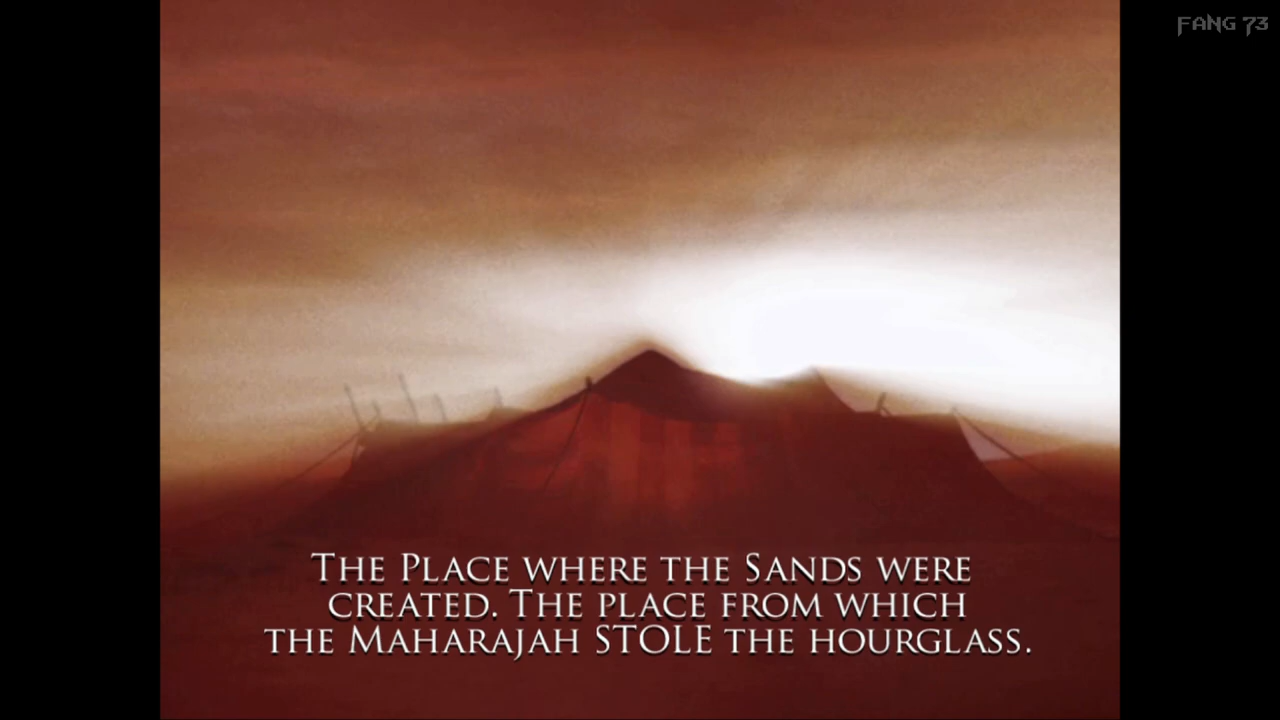 FANG 73
The Place where the Sands were
created. The place from which
the Maharajah STOLE the hourglass.